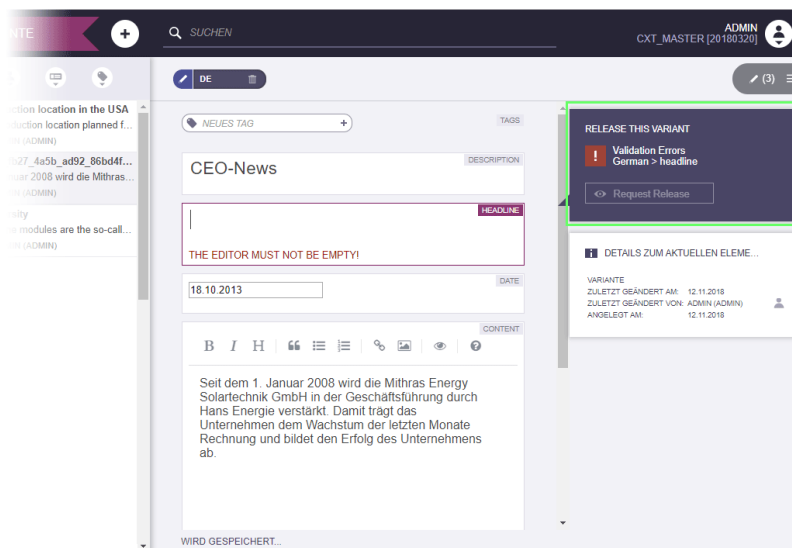 NTE
SUCHEN
ADMIN
CXT_MASTER [20180320]
DE
(3)
ction location in the USA
duction location planned f...
IN (ADMIN)
b27_4a5b_ad92_86bd4f...
uar 2008 wird die Mithras...
IN (ADMIN)
sity
s modules are the so-call...
IN (ADMIN)
NEUES TAG
+
TAGS
DESCRIPTION
CEO-News
HEADLINE
THE EDITOR MUST NOT BE EMPTY!
DATE
18.10.2013
CONTENT
B I H
Seit dem 1. Januar 2008 wird die Mithras Energy
Solartechnik GmbH in der Geschäftsführung durch
Hans Energie verstärkt. Damit trägt das
Unternehmen dem Wachstum der letzten Monate
Rechnung und bildet den Erfolg des Unternehmens
ab.
WIRD GESPEICHERT...
RELEASE THIS VARIANT
Validation Errors
German > headline
Request Release
DETAILS ZUM AKTUELLEN ELEME...
VARIANTE
ZULETZT GEÄNDERT AM: 12.11.2018
ZULETZT GEÄNDERT VON: ADMIN (ADMIN)
ANGELEGT AM: 12.11.2018